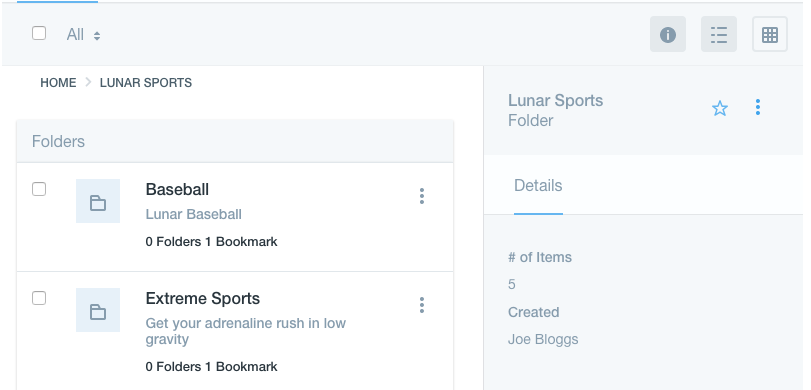 All
HOME > LUNAR SPORTS
Folders
Baseball
Lunar Baseball
0 Folders 1 Bookmark
Extreme Sports
Get your adrenaline rush in low
gravity
0 Folders 1 Bookmark
Lunar Sports
Folder
Details
# of Items
5
Created
Joe Bloggs